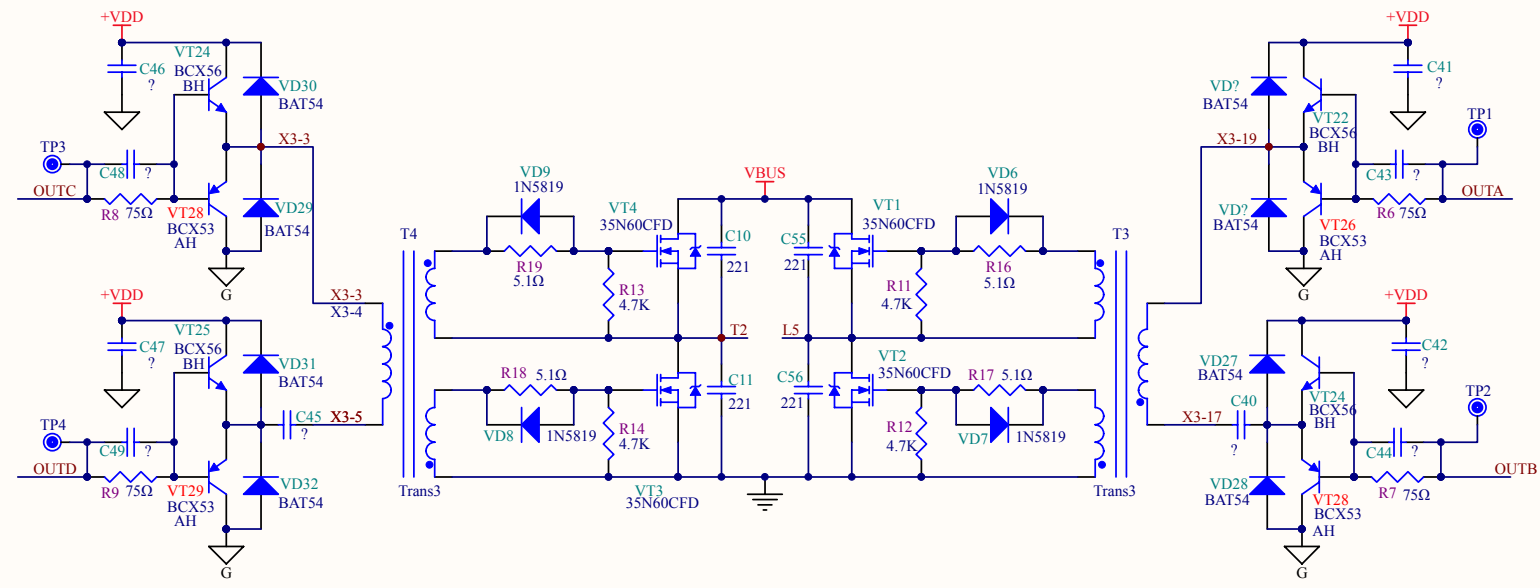 +VDD
VT24
BCX56
BH
C46
?
VD30
BAT54
TP3
X3-3
C48
?
OUTC
R8
75Ω
VT28
BCX53
AH
VD29
BAT54
G
+VDD
VT25
BCX56
BH
C47
?
VD31
BAT54
X3-3
X3-4
TP4
C45
?
X3-5
C49
?
OUTD
R9
75Ω
VT29
BCX53
AH
VD32
BAT54
G
T4
Trans3
VD9
1N5819
R19
5.1Ω
R13
4.7K
VT4
35N60CFD
C10
221
T2
R18
5.1Ω
VD8
1N5819
R14
4.7K
C11
221
VT3
35N60CFD
VBUS
C55
221
VT1
35N60CFD
VD6
1N5819
R16
5.1Ω
R11
4.7K
L5
C56
221
VT2
35N60CFD
R17
5.1Ω
VD7
1N5819
R12
4.7K
T3
Trans3
+VDD
VD?
BAT54
C41
?
VT22
BCX56
BH
TP1
X3-19
C43
?
VD?
BAT54
R6
75Ω
OUTA
VT26
BCX53
AH
G
+VDD
VD27
BAT54
C42
?
VT24
BCX56
BH
TP2
C40
?
X3-17
C44
?
OUTB
VD28
BAT54
R7
75Ω
VT28
BCX53
AH
G